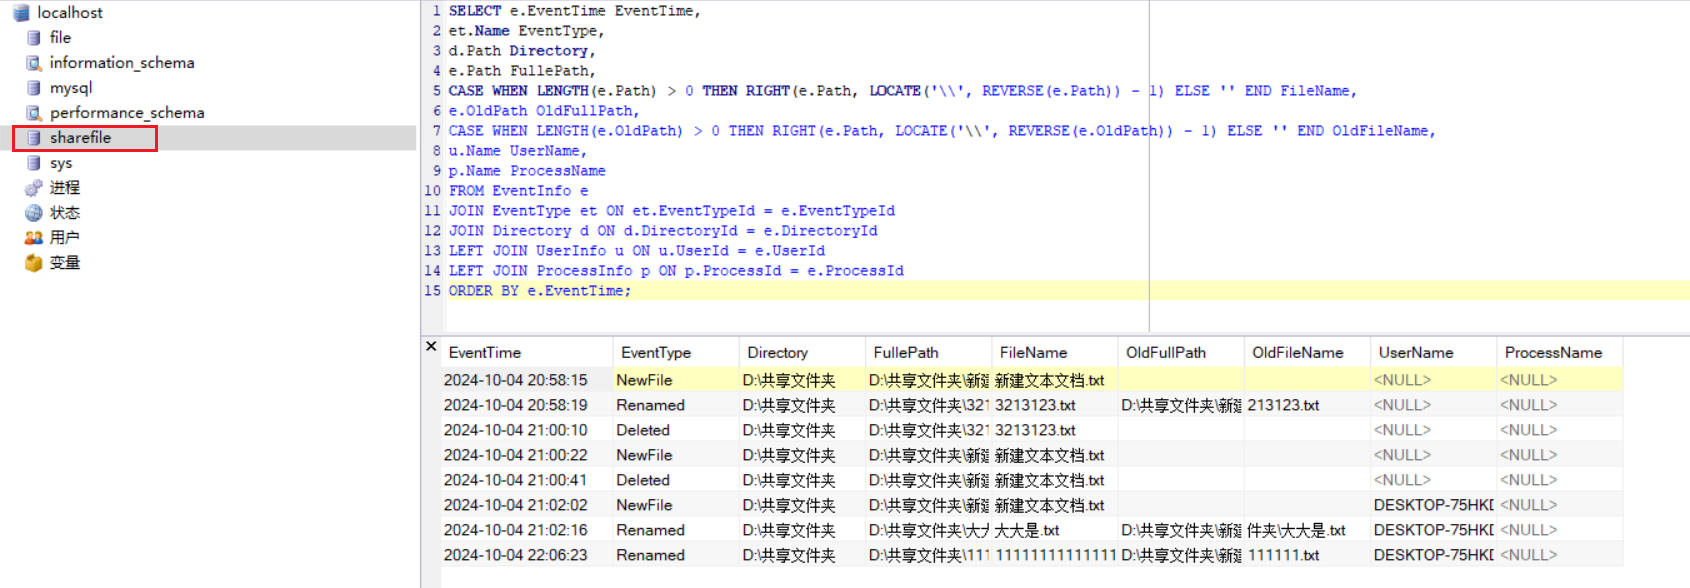 localhost
file
information_schema
mysql
performance_schema
sharefile
sys
进程
状态
用户
变量
1 SELECT e.EventTime EventTime,
2 et.Name EventType,
3 d.Path Directory,
4 e.Path FullePath,
5 CASE WHEN LENGTH(e.Path) > 0 THEN RIGHT(e.Path, LOCATE('\\', REVERSE(e.Path)) - 1) ELSE '' END FileName,
6 e.OldPath OldFullPath,
7 CASE WHEN LENGTH(e.OldPath) > 0 THEN RIGHT(e.Path, LOCATE('\\', REVERSE(e.OldPath)) - 1) ELSE '' END OldFileName,
8 u.Name UserName,
9 p.Name ProcessName
10 FROM EventInfo e
11 JOIN EventType et ON et.EventTypeId = e.EventTypeId
12 JOIN Directory d ON d.DirectoryId = e.DirectoryId
13 LEFT JOIN UserInfo u ON u.UserId = e.UserId
14 LEFT JOIN ProcessInfo p ON p.ProcessId = e.ProcessId
15 ORDER BY e.EventTime;
EventTime EventType Directory FullePath FileName OldFullPath OldFileName UserName ProcessName
2024-10-04 20:58:15 NewFile D:\共享文件夹 D:\共享文件夹\新建 新建文本文档.txt <NULL> <NULL>
2024-10-04 20:58:19 Renamed D:\共享文件夹 D:\共享文件夹\321 3213123.txt D:\共享文件夹\新建 213123.txt <NULL> <NULL>
2024-10-04 21:00:10 Deleted D:\共享文件夹 D:\共享文件夹\321 3213123.txt <NULL> <NULL>
2024-10-04 21:00:22 NewFile D:\共享文件夹 D:\共享文件夹\新建 新建文本文档.txt <NULL> <NULL>
2024-10-04 21:00:41 Deleted D:\共享文件夹 D:\共享文件夹\新建 新建文本文档.txt <NULL> <NULL>
2024-10-04 21:02:02 NewFile D:\共享文件夹 D:\共享文件夹\新建 新建文本文档.txt DESKTOP-75HKD <NULL>
2024-10-04 21:02:16 Renamed D:\共享文件夹 D:\共享文件夹\大大 大大是.txt D:\共享文件夹\新建 件夹\大大是.txt DESKTOP-75HKD <NULL>
2024-10-04 22:06:23 Renamed D:\共享文件夹 D:\共享文件夹\111 11111111111111 D:\共享文件夹\新建 111111.txt DESKTOP-75HKD <NULL>